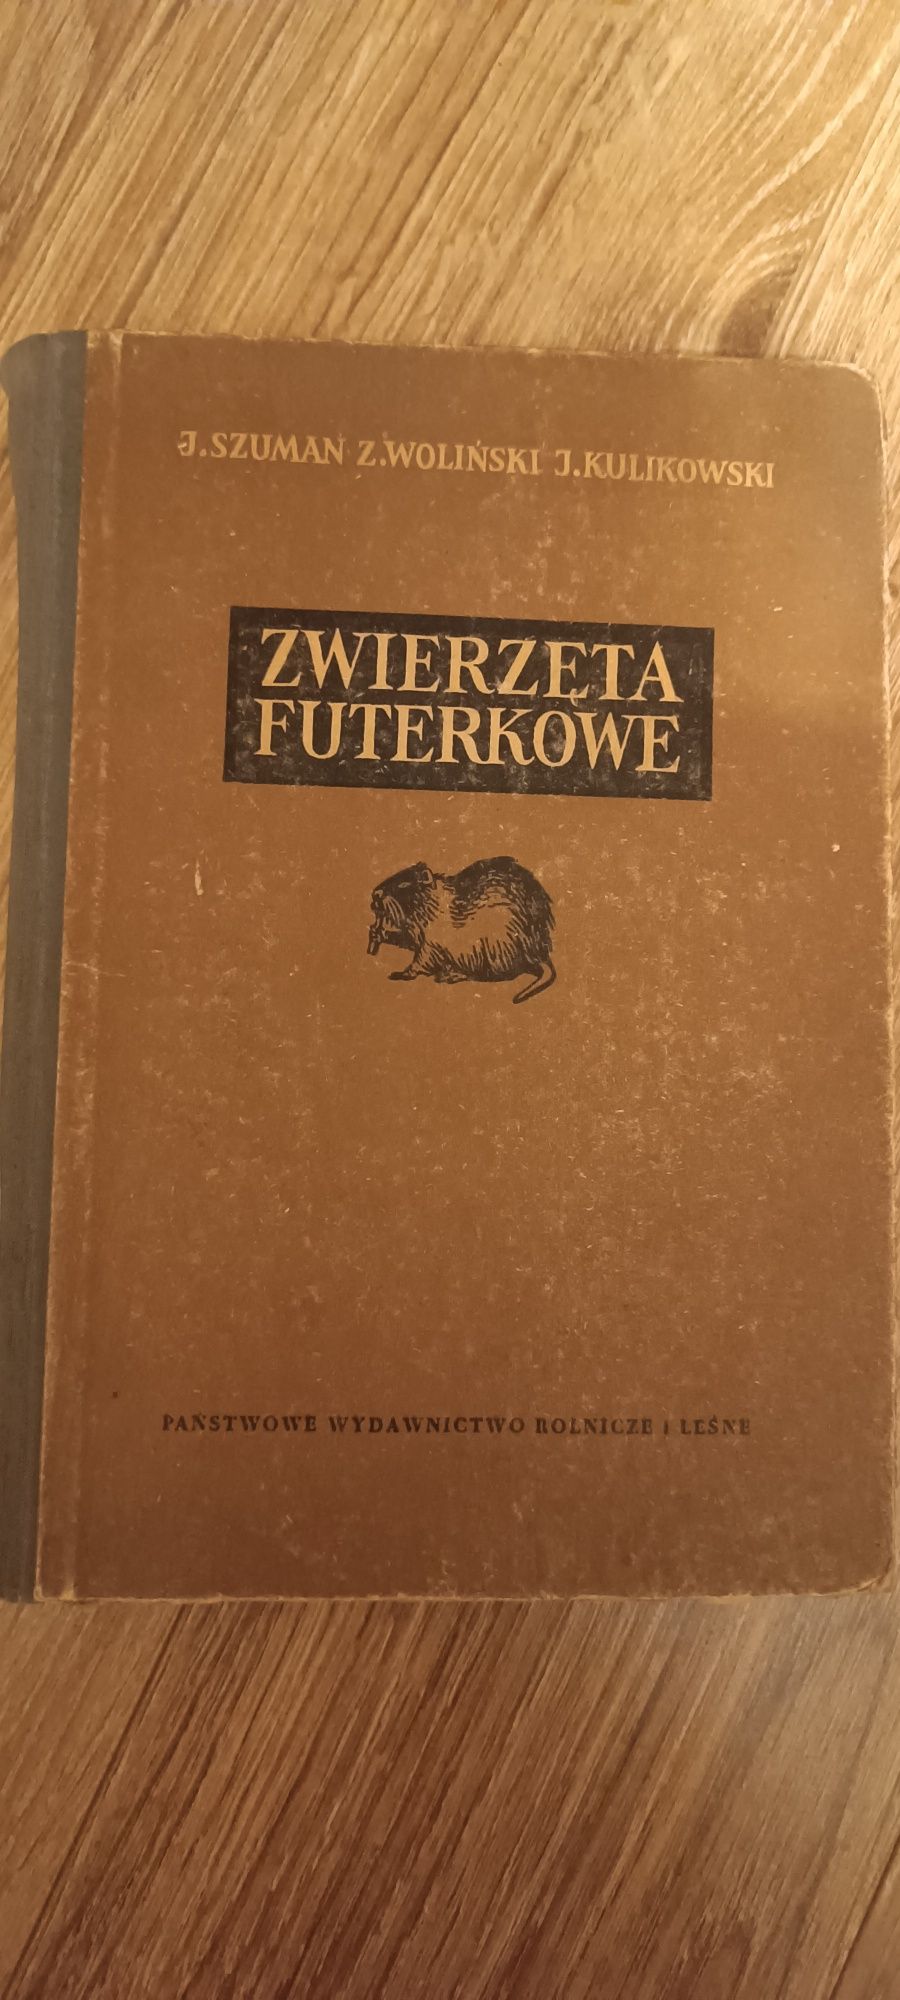 J. SZUMAN Z. WOLIŃSKI J. KULIKOWSKI
ZWIERZĘTA
FUTERKOWE
PAŃSTWOWE WYDAWNICTWO ROLNICZE I LEŚNE